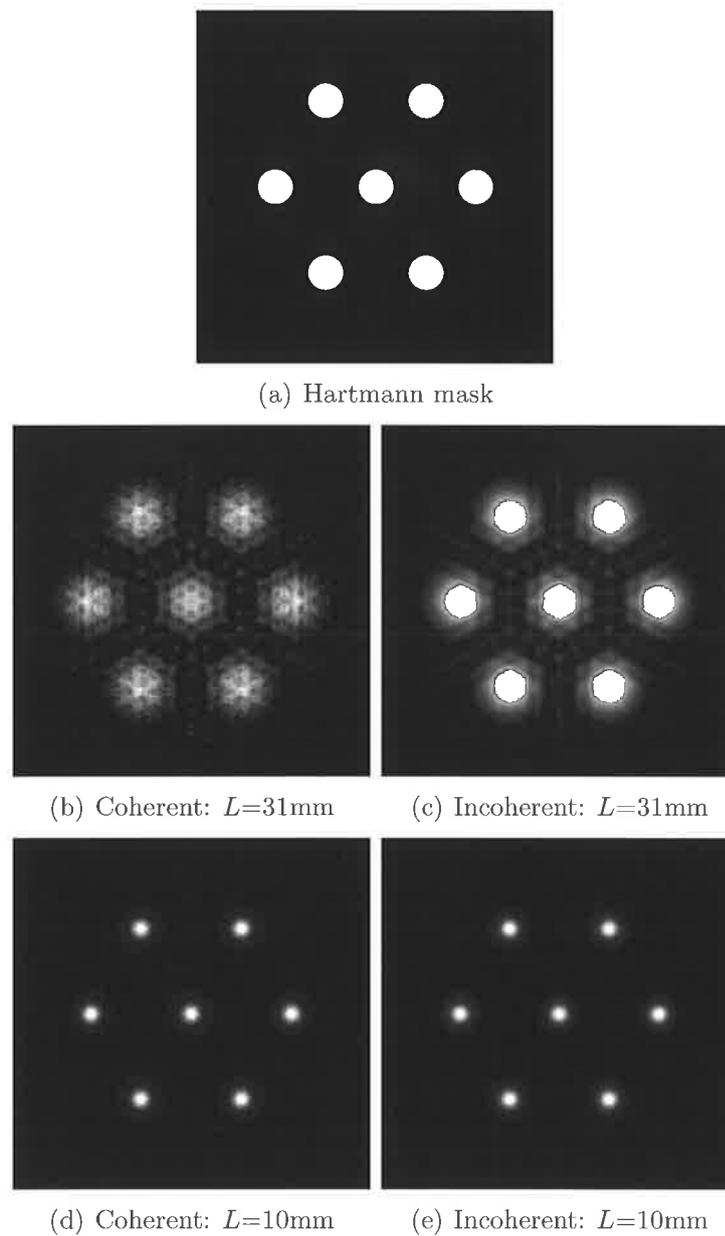 (a) Hartmann mask
(b) Coherent: L=31mm
(c) Incoherent: L=31mm
(d) Coherent: L=10mm
(e) Incoherent: L=10mm